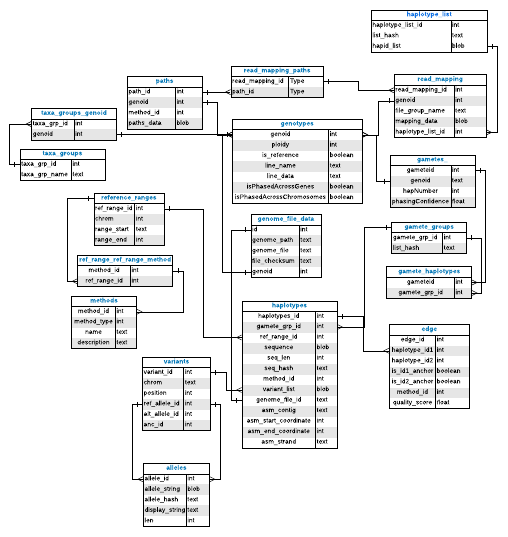 haplotype_list
haplotype_list_id int
list_hash text
hapid_list blob
read_mapping_paths
read_mapping_id Type
path_id Type
paths
path_id int
genoid int
method_id int
paths_data blob
read_mapping
read_mapping_id int
genoid int
file_group_name text
mapping_data blob
haplotype_list_id int
taxa_groups_genoid
taxa_grp_id int
genoid int
taxa_groups
taxa_grp_id int
taxa_grp_name text
genotypes
genoid int
ploidy int
is_reference boolean
line_name text
line_data text
isPhasedAcrossGenes boolean
isPhasedAcrossChromosomes boolean
gametes
gameteid int
genoid text
hapNumber int
phasingConfidence float
reference_ranges
ref_range_id int
chrom int
range_start text
range_end int
genome_file_data
id int
genome_path text
genome_file text
file_checksum text
genoid int
gamete_groups
gamete_grp_id int
list_hash text
ref_range_ref_range_method
method_id int
ref_range_id int
gamete_haplotypes
gameteid int
gamete_grp_id int
methods
method_id int
method_type int
name text
description text
haplotypes
haplotypes_id int
gamete_grp_id int
ref_range_id int
sequence blob
seq_len int
seq_hash text
method_id int
variant_list blob
genome_file_id int
asm_contig text
asm_start_coordinate int
asm_end_coordinate int
asm_strand text
edge
edge_id int
haplotype_id1 int
haplotype_id2 int
is_id1_anchor boolean
is_id2_anchor boolean
method_id int
quality_score float
variants
variant_id int
chrom text
position int
ref_allele_id int
alt_allele_id int
anc_id int
alleles
allele_id int
allele_string blob
allele_hash text
display_string text
len int